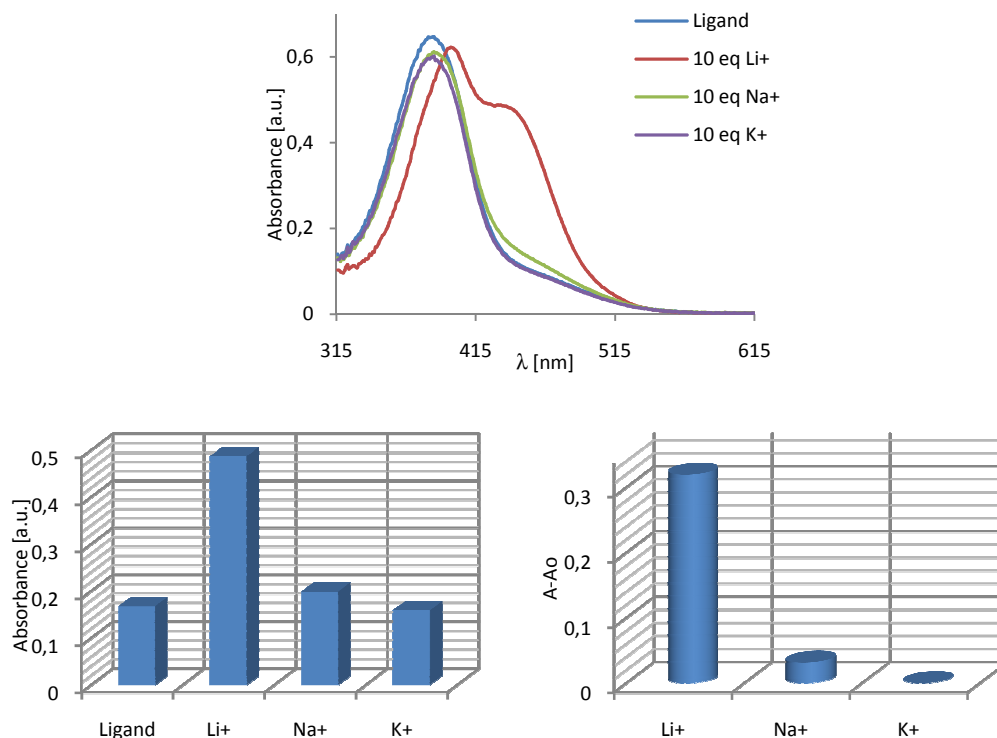 Ligand
10 eq Li+
10 eq Na+
10 eq K+
Absorbance [a.u.]
0,6
0,4
0,2
0
315
415
515
615
λ [nm]
Absorbance [a.u.]
0,5
0,4
0,3
0,2
0,1
0
Ligand
Li+
Na+
K+
A-Ao
0,3
0,2
0,1
0
Li+
Na+
K+